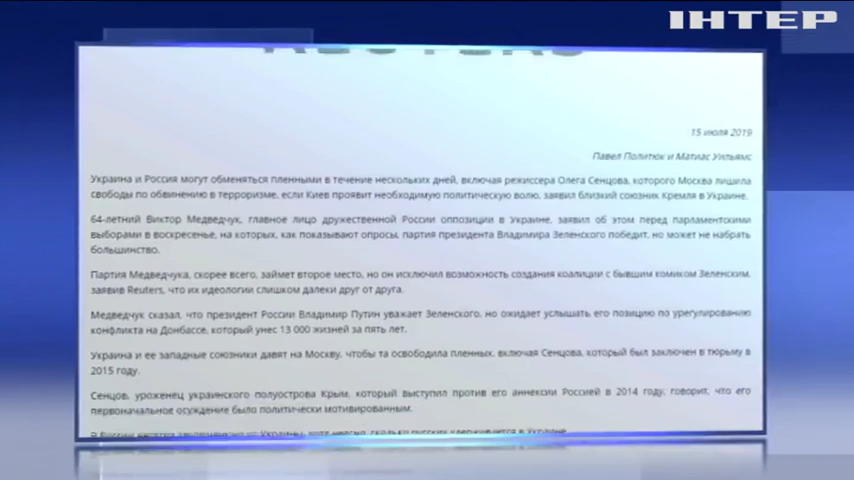 ІНТЕР
REUTERS
15 июля 2019
Павел Политюк и Матиас Уильямс
Украина и Россия могут обменяться пленными в течение нескольких дней, включая режиссера Олега Сенцова, которого Москва лишила
свободы по обвинению в терроризме, если Киев проявит необходимую политическую волю, заявил близкий союзник Кремля в Украине.
64-летний Виктор Медведчук, главное лицо дружественной России оппозиции в Украине, заявил об этом перед парламентскими
выборами в воскресенье, на которых, как показывают опросы, партия президента Владимира Зеленского победит, но может не набрать
большинство.
Партия Медведчука, скорее всего, займет второе место, но он исключил возможность создания коалиции с бывшим комиком Зеленским,
заявив Reuters, что их идеологии слишком далеки друг от друга.
Медведчук сказал, что президент России Владимир Путин уважает Зеленского, но ожидает услышать его позицию по урегулированию
конфликта на Донбассе, который унес 13 000 жизней за пять лет.
Украина и ее западные союзники давят на Москву, чтобы та освободила пленных, включая Сенцова, который был заключен в тюрьму в
2015 году.
Сенцов, уроженец украинского полуострова Крым, который выступил против его аннексии Россией в 2014 году, говорит, что его
первоначальное осуждение было политически мотивированным.